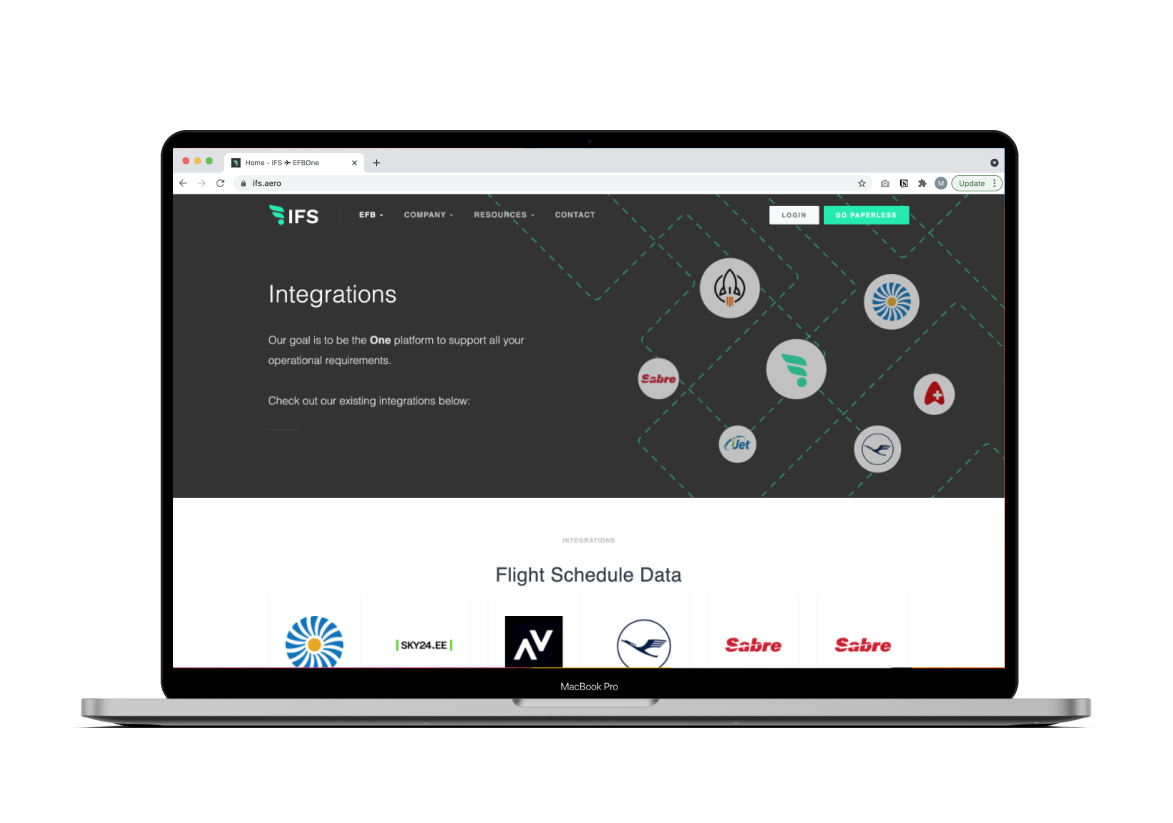 Home - IFS ✈ EFBOne
ifs.aero
M
Update
IFS
EFB
COMPANY
RESOURCES
CONTACT
LOGIN
GO PAPERLESS
Integrations
Our goal is to be the One platform to support all your
operational requirements.
Check out our existing integrations below:
Sabre
iJet
INTEGRATIONS
Flight Schedule Data
SKY24.EE
Sabre
Sabre
MacBook Pro